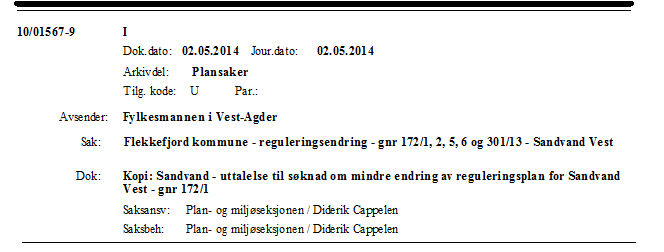 10/01567-9 I
Dok.dato: 02.05.2014 Jour.dato: 02.05.2014
Arkivdel: Plansaker
Tilg. kode: U Par.:
Avsender: Fylkesmannen i Vest-Agder
Sak: Flekkefjord kommune - reguleringsendring - gnr 172/1, 2, 5, 6 og 301/13 - Sandvand Vest
Dok: Kopi: Sandvand - uttalelse til søknad om mindre endring av reguleringsplan for Sandvand
Vest - gnr 172/1
Saksansv: Plan- og miljøseksjonen / Diderik Cappelen
Saksbeh: Plan- og miljøseksjonen / Diderik Cappelen